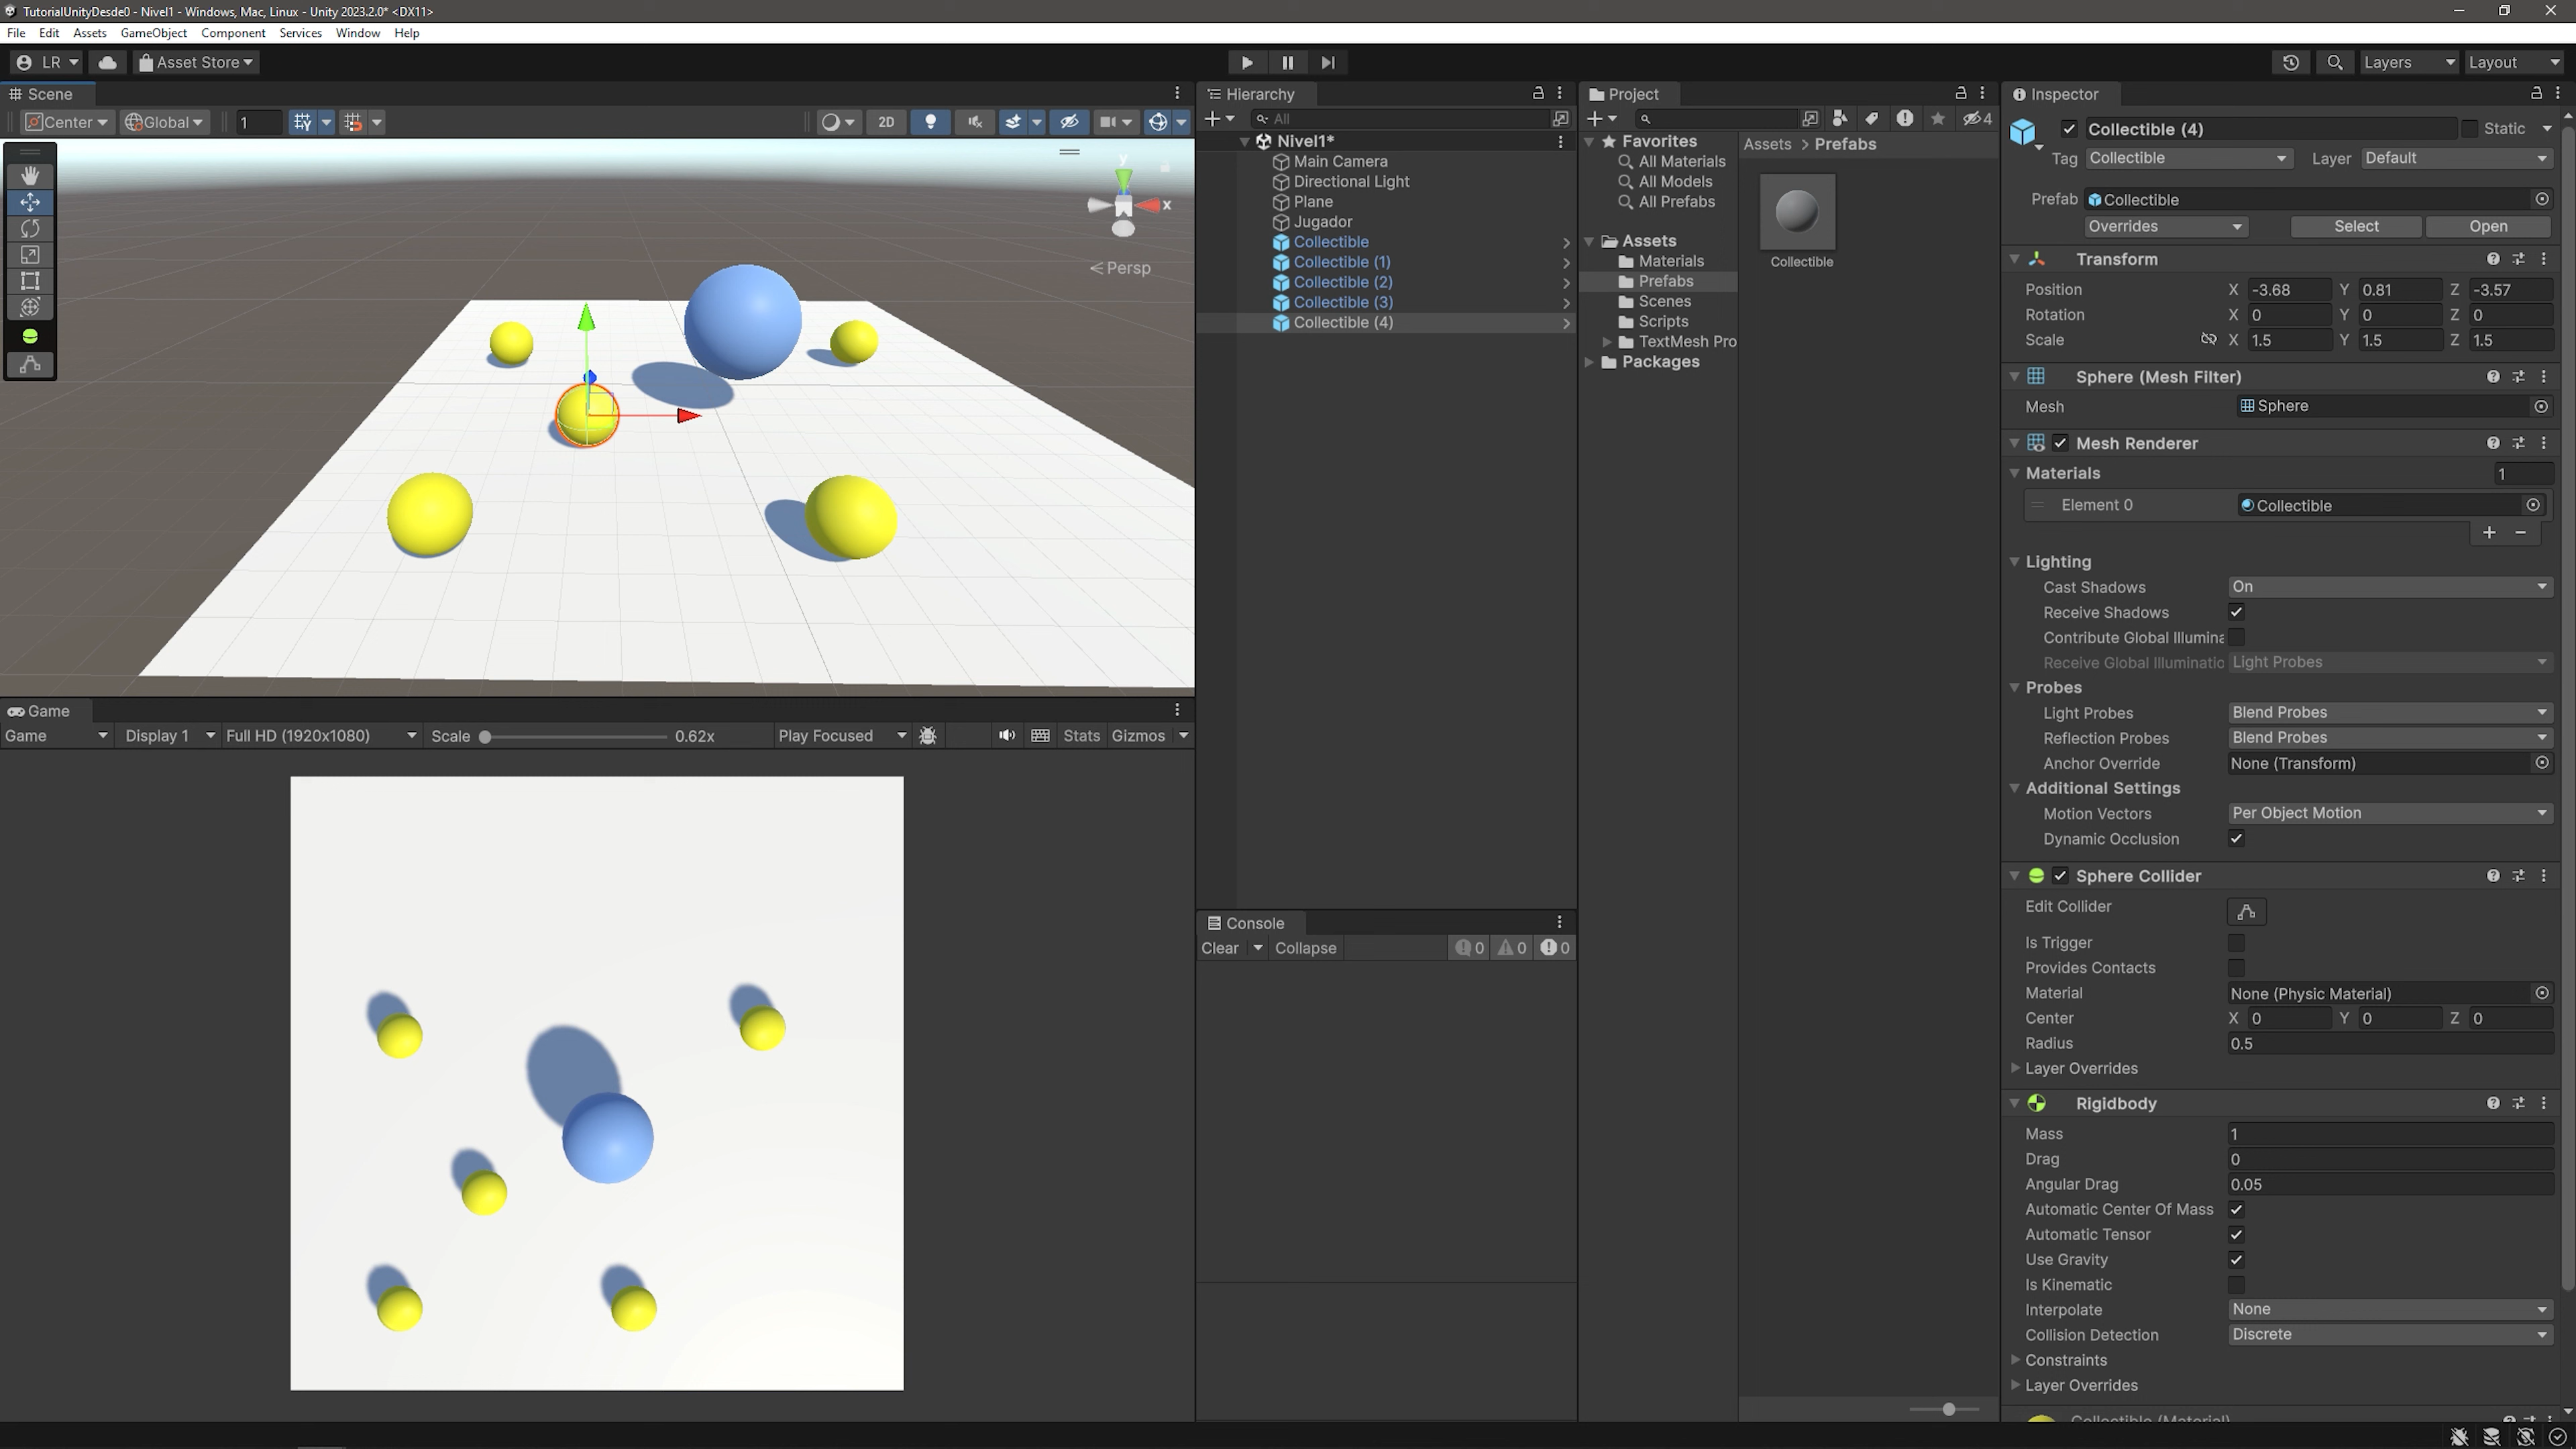 TutorialUnityDesde0 - Nivel1 - Windows, Mac, Linux - Unity 2023.2.0* <DX11>
File Edit Assets GameObject Component Services Window Help
LR Asset Store Layers Layout
Scene
Center Global 1 2D
y
x
Persp
Game
Game Display 1 Full HD (1920x1080) Scale 0.62x Play Focused Stats Gizmos
Hierarchy
All
Nivel1*
Main Camera
Directional Light
Plane
Jugador
Collectible
Collectible (1)
Collectible (2)
Collectible (3)
Collectible (4)
Console
Clear Collapse 0 0 0
Project
4
Favorites
All Materials
All Models
All Prefabs
Assets
Materials
Prefabs
Scenes
Scripts
TextMesh Pro
Packages
Assets > Prefabs
Collectible
Inspector
Collectible (4) Static
Tag Collectible Layer Default
Prefab Collectible
Overrides Select Open
Transform
Position X -3.68 Y 0.81 Z -3.57
Rotation X 0 Y 0 Z 0
Scale X 1.5 Y 1.5 Z 1.5
Sphere (Mesh Filter)
Mesh Sphere
Mesh Renderer
Materials 1
Element 0 Collectible
Lighting
Cast Shadows On
Receive Shadows
Contribute Global Illumina
Receive Global Illuminatio Light Probes
Probes
Light Probes Blend Probes
Reflection Probes Blend Probes
Anchor Override None (Transform)
Additional Settings
Motion Vectors Per Object Motion
Dynamic Occlusion
Sphere Collider
Edit Collider
Is Trigger
Provides Contacts
Material None (Physic Material)
Center X 0 Y 0 Z 0
Radius 0.5
Layer Overrides
Rigidbody
Mass 1
Drag 0
Angular Drag 0.05
Automatic Center Of Mass
Automatic Tensor
Use Gravity
Is Kinematic
Interpolate None
Collision Detection Discrete
Constraints
Layer Overrides
Collectible (Material)